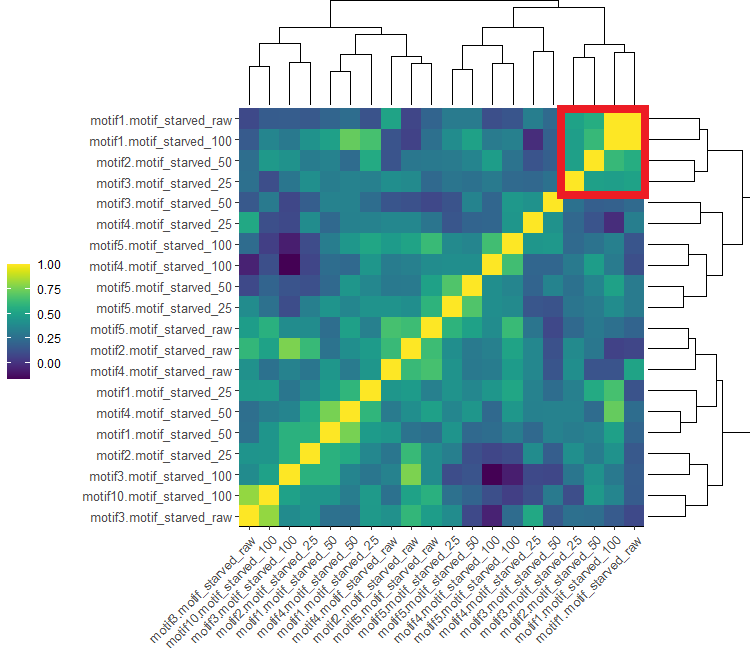 motif1.motif_starved_raw
motif1.motif_starved_100
motif2.motif_starved_50
motif3.motif_starved_25
motif3.motif_starved_50
motif4.motif_starved_25
motif5.motif_starved_100
motif4.motif_starved_100
motif5.motif_starved_50
motif5.motif_starved_25
motif5.motif_starved_raw
motif2.motif_starved_raw
motif4.motif_starved_raw
motif1.motif_starved_25
motif4.motif_starved_50
motif1.motif_starved_50
motif2.motif_starved_25
motif3.motif_starved_100
motif10.motif_starved_100
motif3.motif_starved_raw
1.00
0.75
0.50
0.25
0.00
motif3.motif_starved_raw
motif10.motif_starved_100
motif3.motif_starved_100
motif2.motif_starved_25
motif1.motif_starved_50
motif4.motif_starved_50
motif1.motif_starved_25
motif4.motif_starved_raw
motif2.motif_starved_raw
motif5.motif_starved_raw
motif5.motif_starved_25
motif5.motif_starved_50
motif4.motif_starved_100
motif5.motif_starved_100
motif4.motif_starved_25
motif3.motif_starved_50
motif3.motif_starved_25
motif2.motif_starved_50
motif1.motif_starved_100
motif1.motif_starved_raw